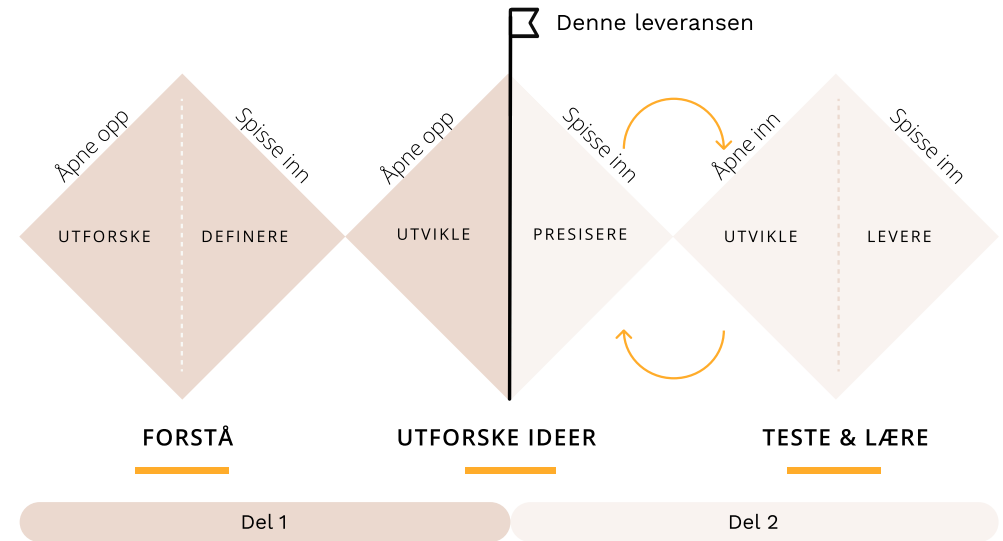 Denne leveransen
Åpne opp
Spisse inn
Åpne opp
Spisse inn
Åpne inn
Spisse inn
UTFORSKE
DEFINERE
UTVIKLE
PRESISERE
UTVIKLE
LEVERE
FORSTÅ
UTFORSKE IDEER
TESTE & LÆRE
Del 1
Del 2